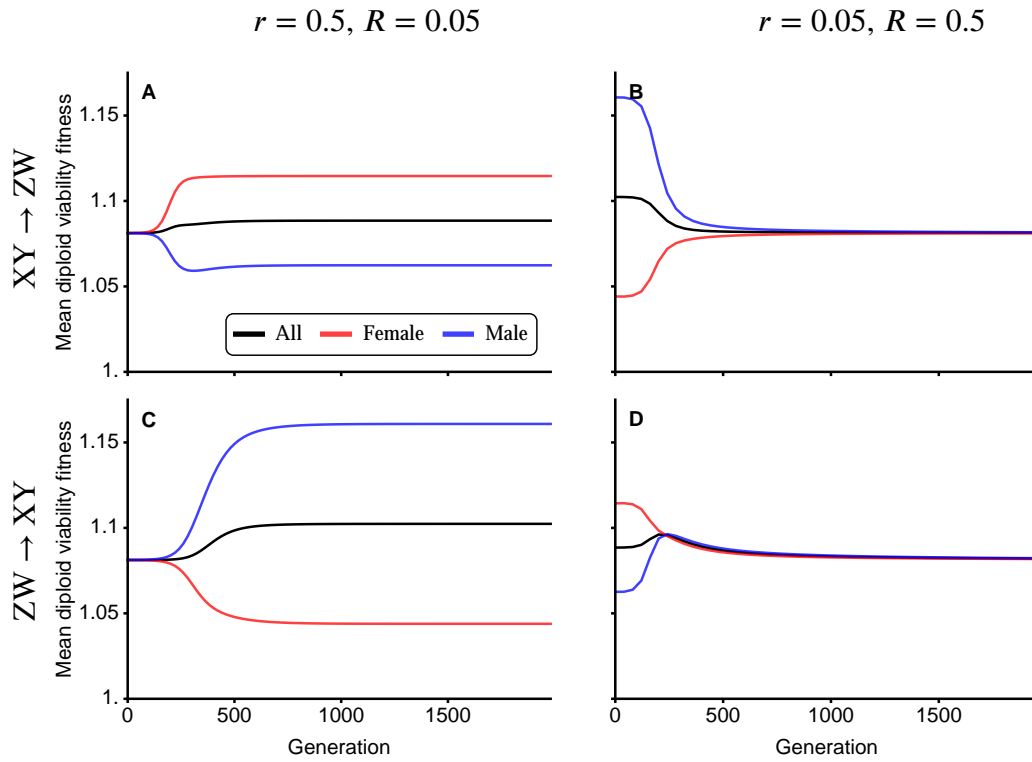 r = 0.5, R = 0.05
r = 0.05, R = 0.5
XY → ZW
Mean diploid viability fitness
A
1.15
1.1
1.05
1.
All Female Male
B
ZW → XY
Mean diploid viability fitness
C
1.15
1.1
1.05
1.
0 500 1000 1500
Generation
D
0 500 1000 1500
Generation